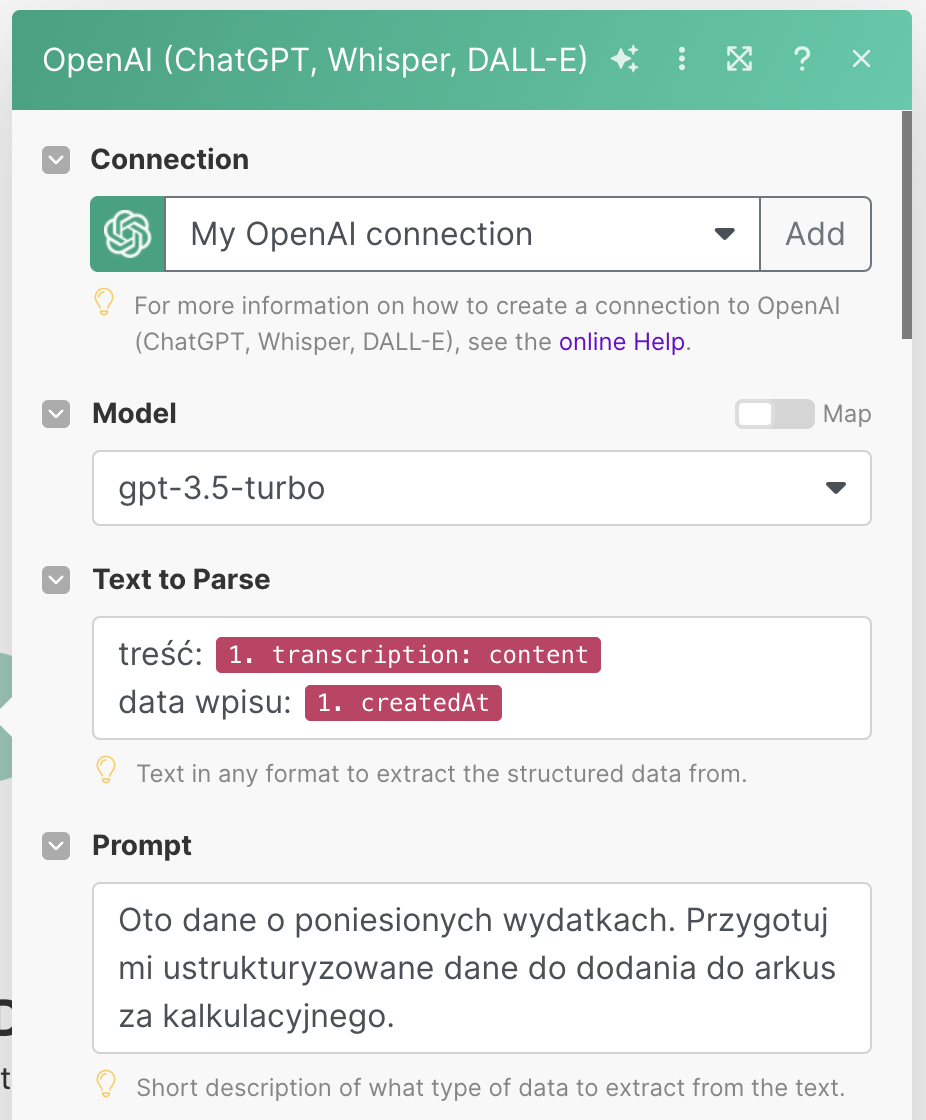 OpenAI (ChatGPT, Whisper, DALL-E)
Connection
My OpenAI connection
Add
For more information on how to create a connection to OpenAI
(ChatGPT, Whisper, DALL-E), see the online Help.
Model
Map
gpt-3.5-turbo
Text to Parse
treść: 1. transcription: content
data wpisu: 1. createdAt
Text in any format to extract the structured data from.
Prompt
Oto dane o poniesionych wydatkach. Przygotuj
mi ustrukturyzowane dane do dodania do arkus
za kalkulacyjnego.
Short description of what type of data to extract from the text.